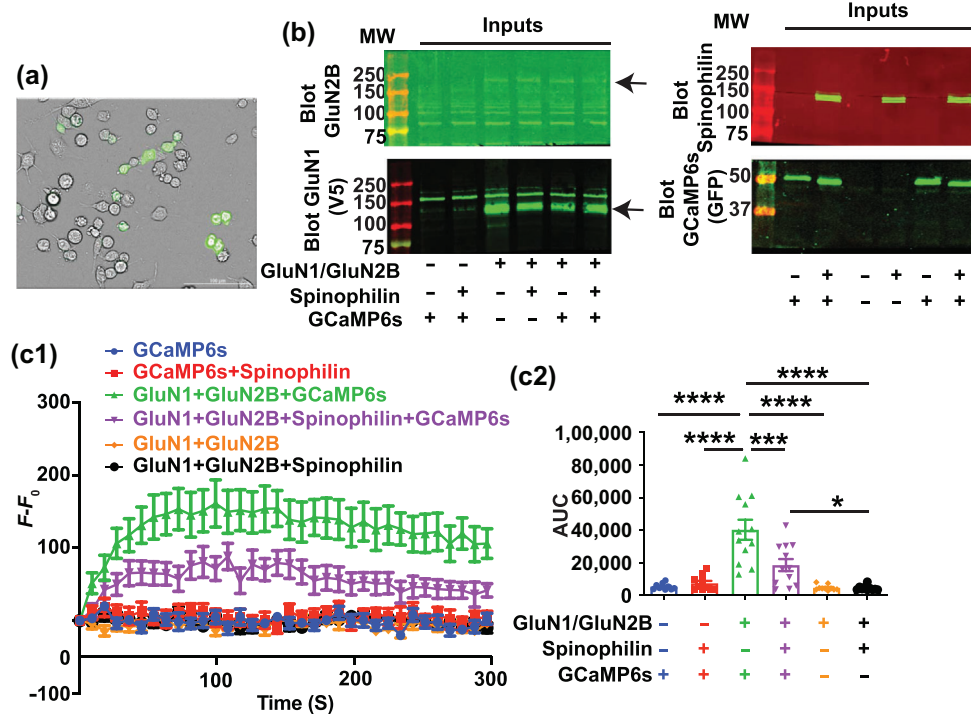 (a)
(b)
MW
Inputs
Blot
GluN2B
250
150
100
75
Blot GluN1
(V5)
250
150
100
75
GluN1/GluN2B – – + + + +
Spinophilin – + – + – +
GCaMP6s + + – – + +
MW
Inputs
Blot
Spinophilin
250
150
100
75
Blot
GCaMP6s
(GFP)
50
37
– + – + – +
+ + – – + +
(c1)
GCaMP6s
GCaMP6s+Spinophilin
GluN1+GluN2B+GCaMP6s
GluN1+GluN2B+Spinophilin+GCaMP6s
GluN1+GluN2B
GluN1+GluN2B+Spinophilin
F-F0
300
200
100
0
-100
100 200 300
Time (S)
(c2)
****
**** ****
**** ***
*
AUC
1,00,000
80,000
60,000
40,000
20,000
0
GluN1/GluN2B – – + + + +
Spinophilin – + – + – +
GCaMP6s + + + + – –